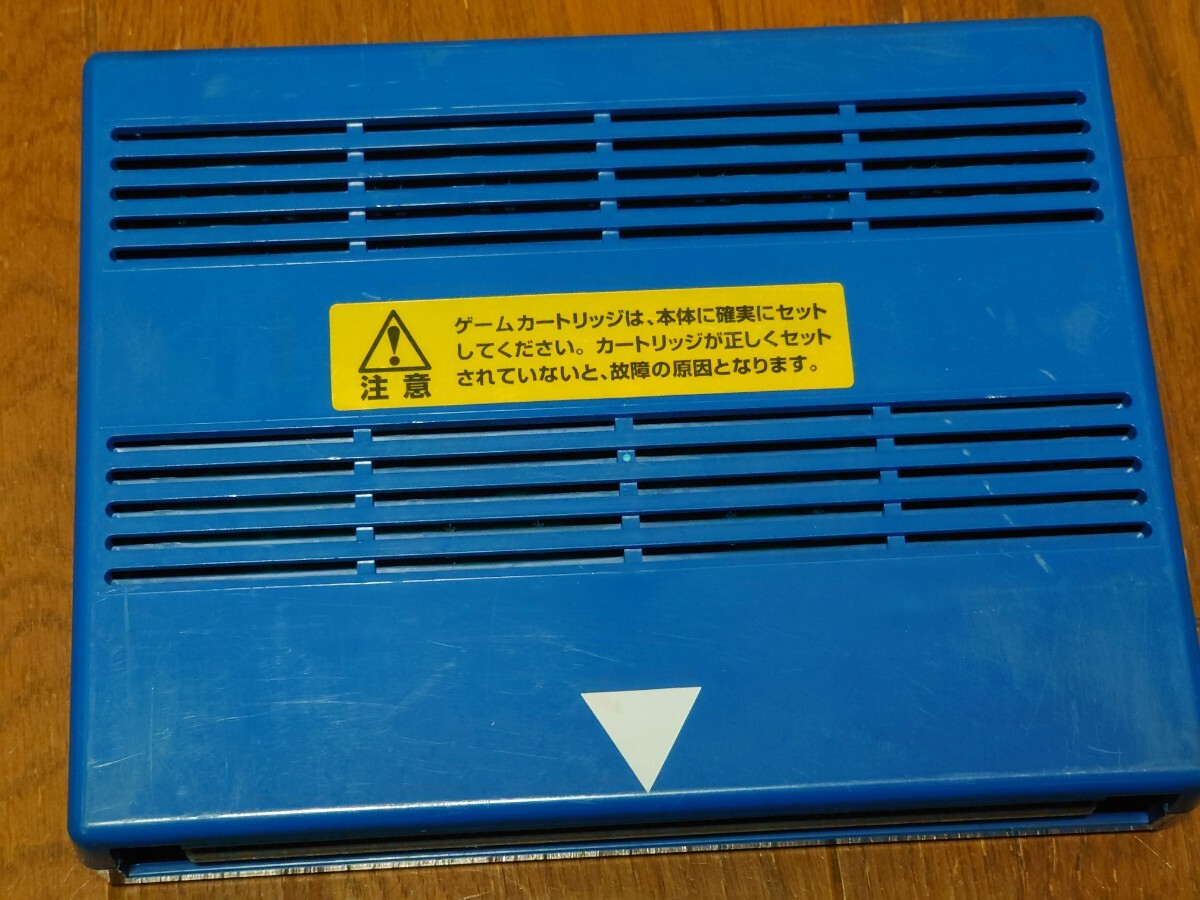 ゲームカートリッジは、本体に確実にセット
してください。カートリッジが正しくセット
されていないと、故障の原因となります。
注意